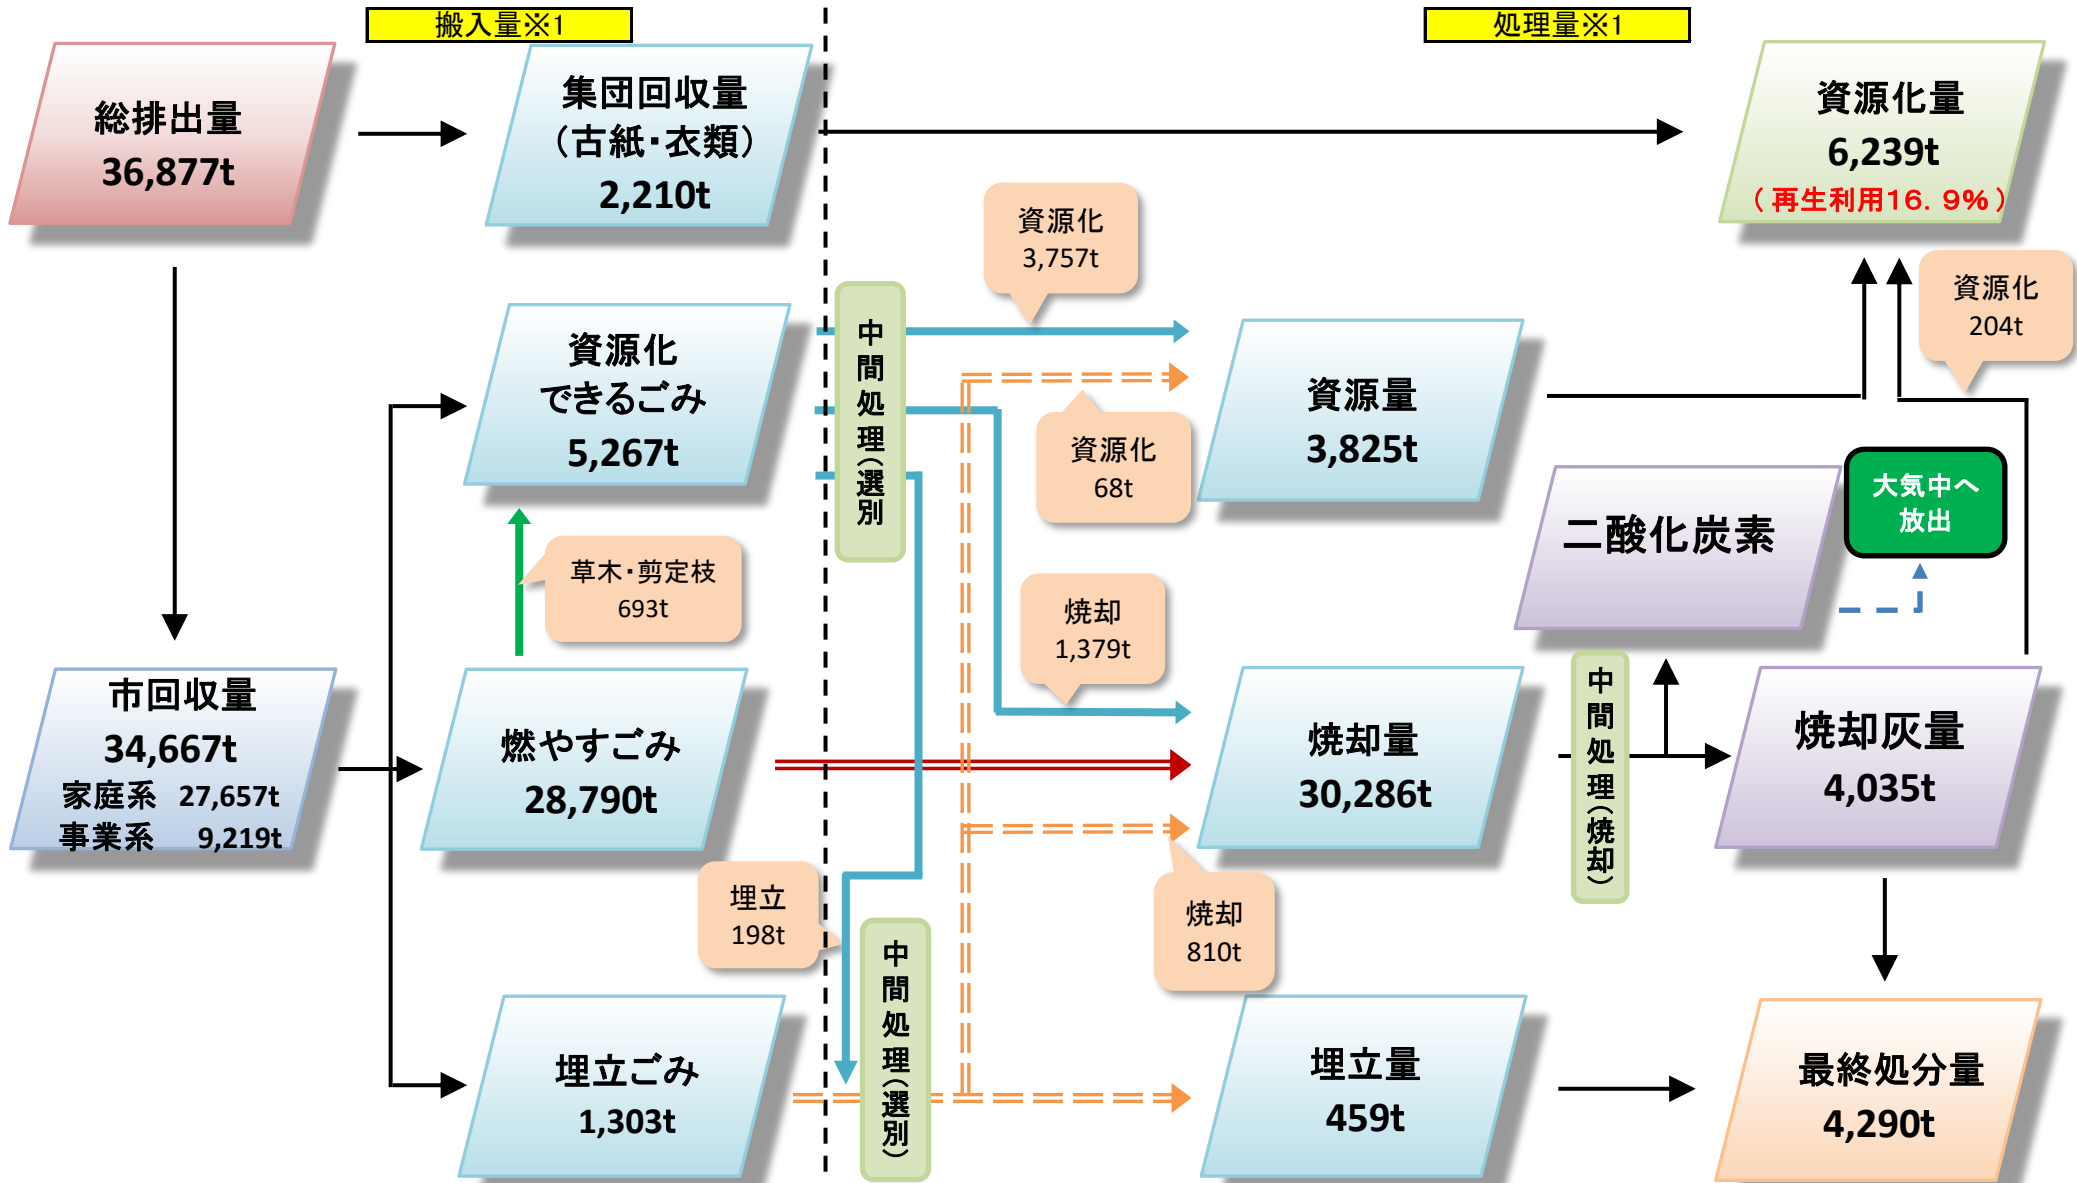 搬入量※1
処理量※1
総排出量
36,877t
集団回収量
（古紙・衣類）
2,210t
資源化量
6,239t
（再生利用16．9％）
資源化
3,757t
資源化
204t
資源化
できるごみ
5,267t
中間処理（選別）
資源量
3,825t
資源化
68t
二酸化炭素
大気中へ
放出
草木・剪定枝
693t
焼却
1,379t
市回収量
34,667t
家庭系 27,657t
事業系 9,219t
燃やすごみ
28,790t
焼却量
30,286t
中間処理（焼却）
焼却灰量
4,035t
埋立
198t
焼却
810t
中間処理（選別）
埋立ごみ
1,303t
埋立量
459t
最終処分量
4,290t